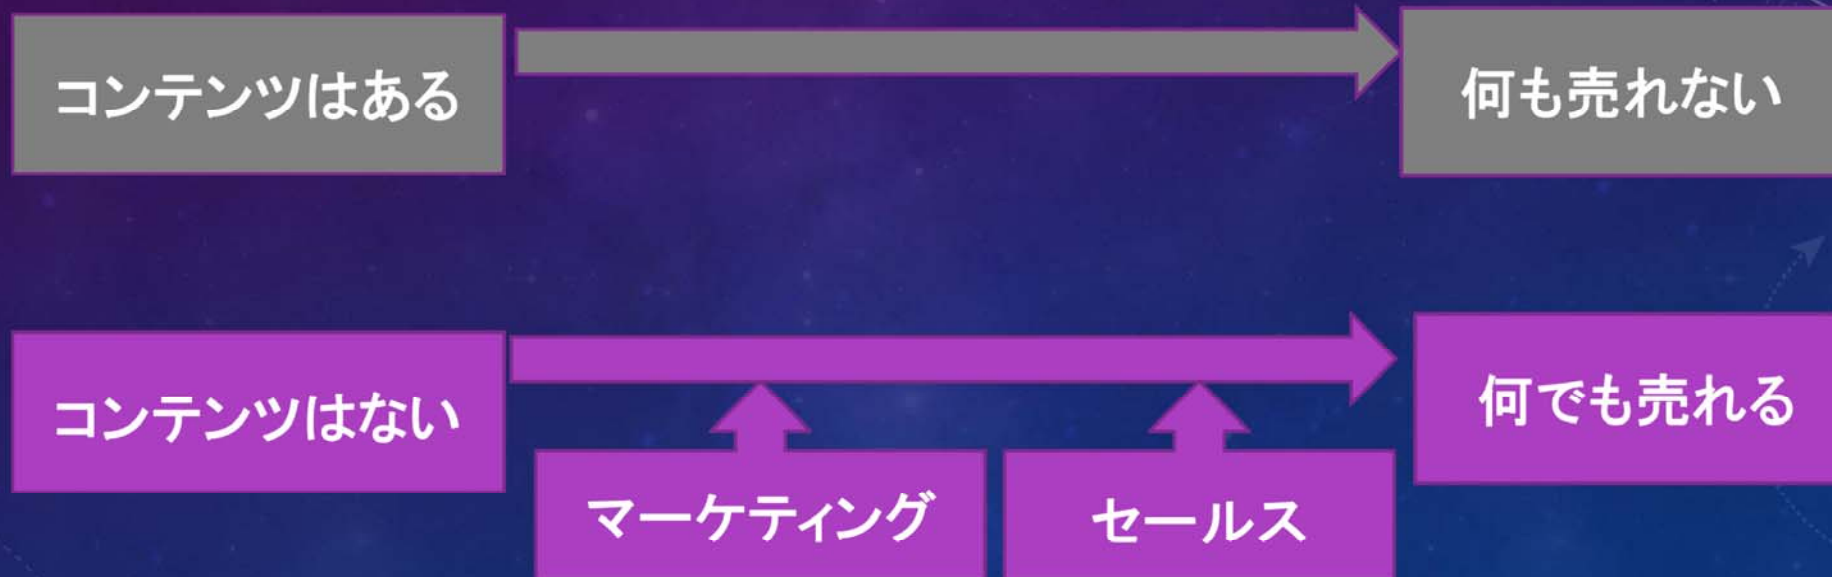 コンテンツはある
何も売れない
コンテンツはない
何でも売れる
マーケティング
セールス